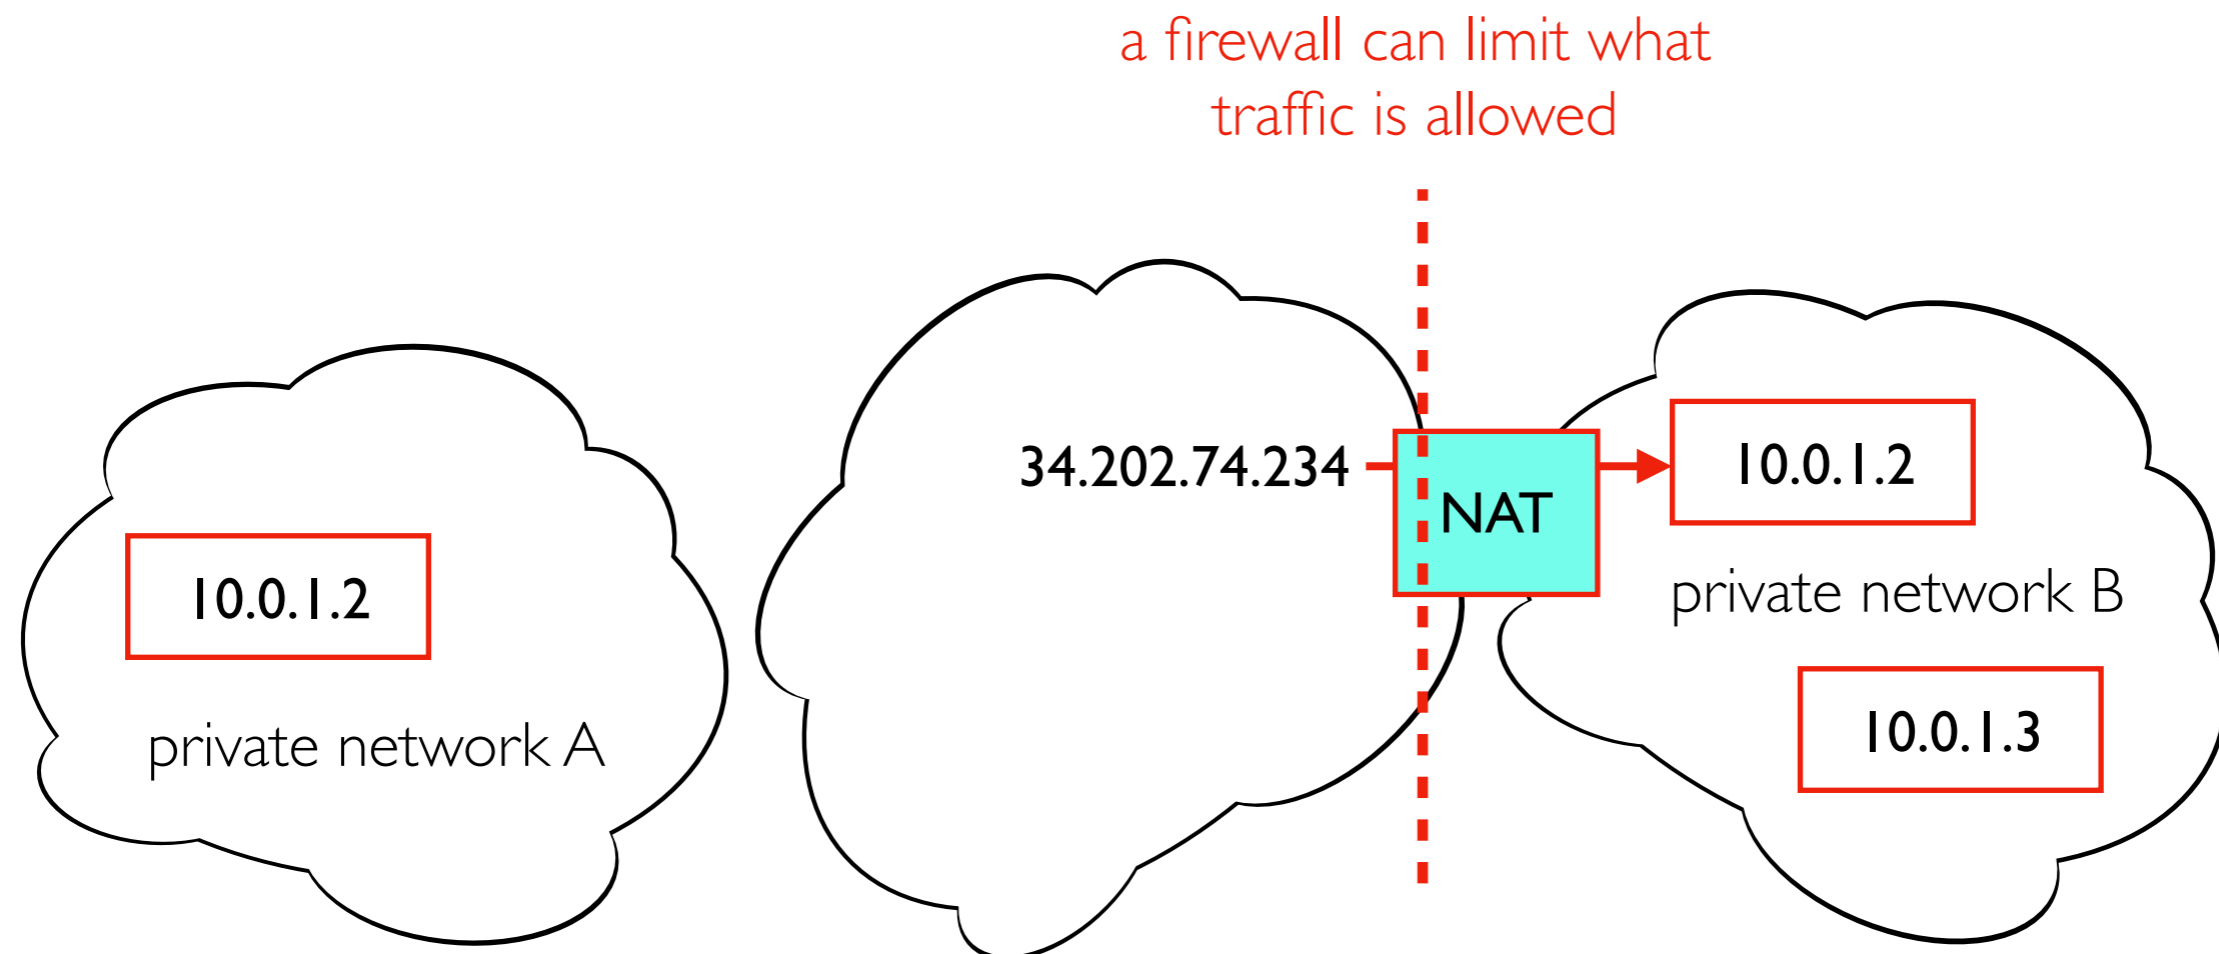 a firewall can limit what
traffic is allowed
34.202.74.234
NAT
10.0.1.2
private network B
10.0.1.3
10.0.1.2
private network A